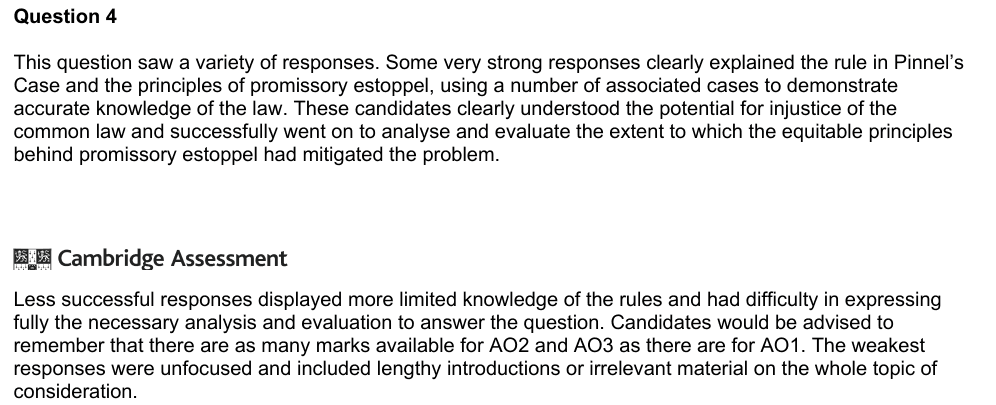 Question 4
This question saw a variety of responses. Some very strong responses clearly explained the rule in Pinnel's
Case and the principles of promissory estoppel, using a number of associated cases to demonstrate
accurate knowledge of the law. These candidates clearly understood the potential for injustice of the
common law and successfully went on to analyse and evaluate the extent to which the equitable principles
behind promissory estoppel had mitigated the problem.
Cambridge Assessment
Less successful responses displayed more limited knowledge of the rules and had difficulty in expressing
fully the necessary analysis and evaluation to answer the question. Candidates would be advised to
remember that there are as many marks available for AO2 and AO3 as there are for AO1. The weakest
responses were unfocused and included lengthy introductions or irrelevant material on the whole topic of
consideration.